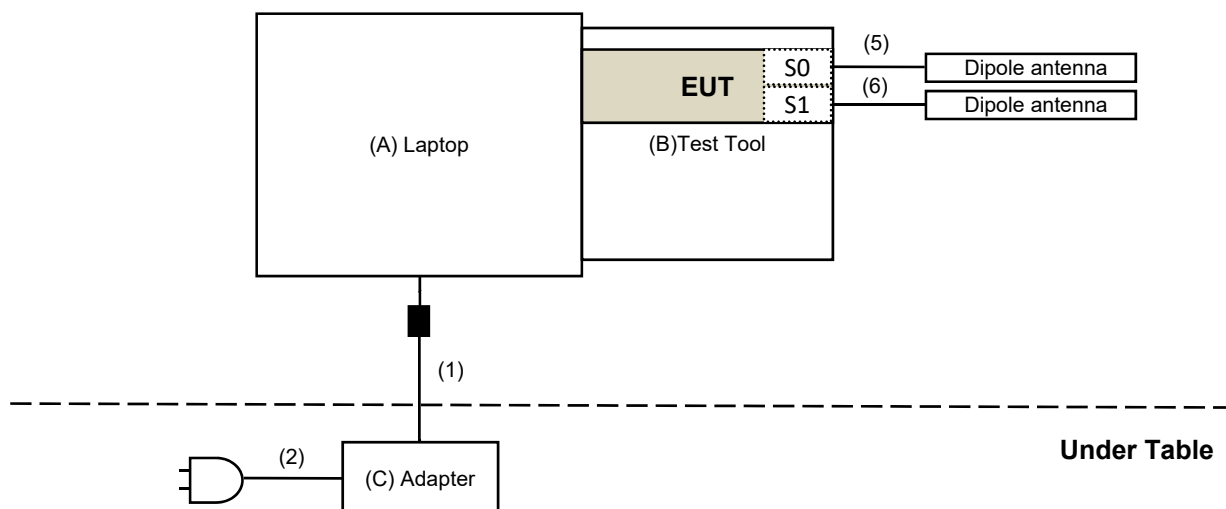 (5)
S0
Dipole antenna
EUT
(6)
S1
Dipole antenna
(A) Laptop
(B)Test Tool
(1)
Under Table
(2)
(C) Adapter